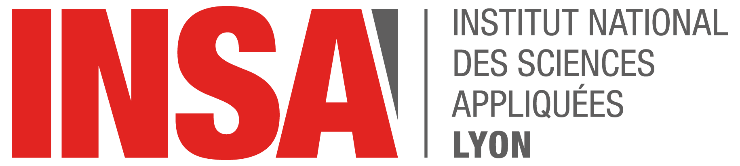 INSA
INSTITUT NATIONAL
DES SCIENCES
APPLIQUÉES
LYON